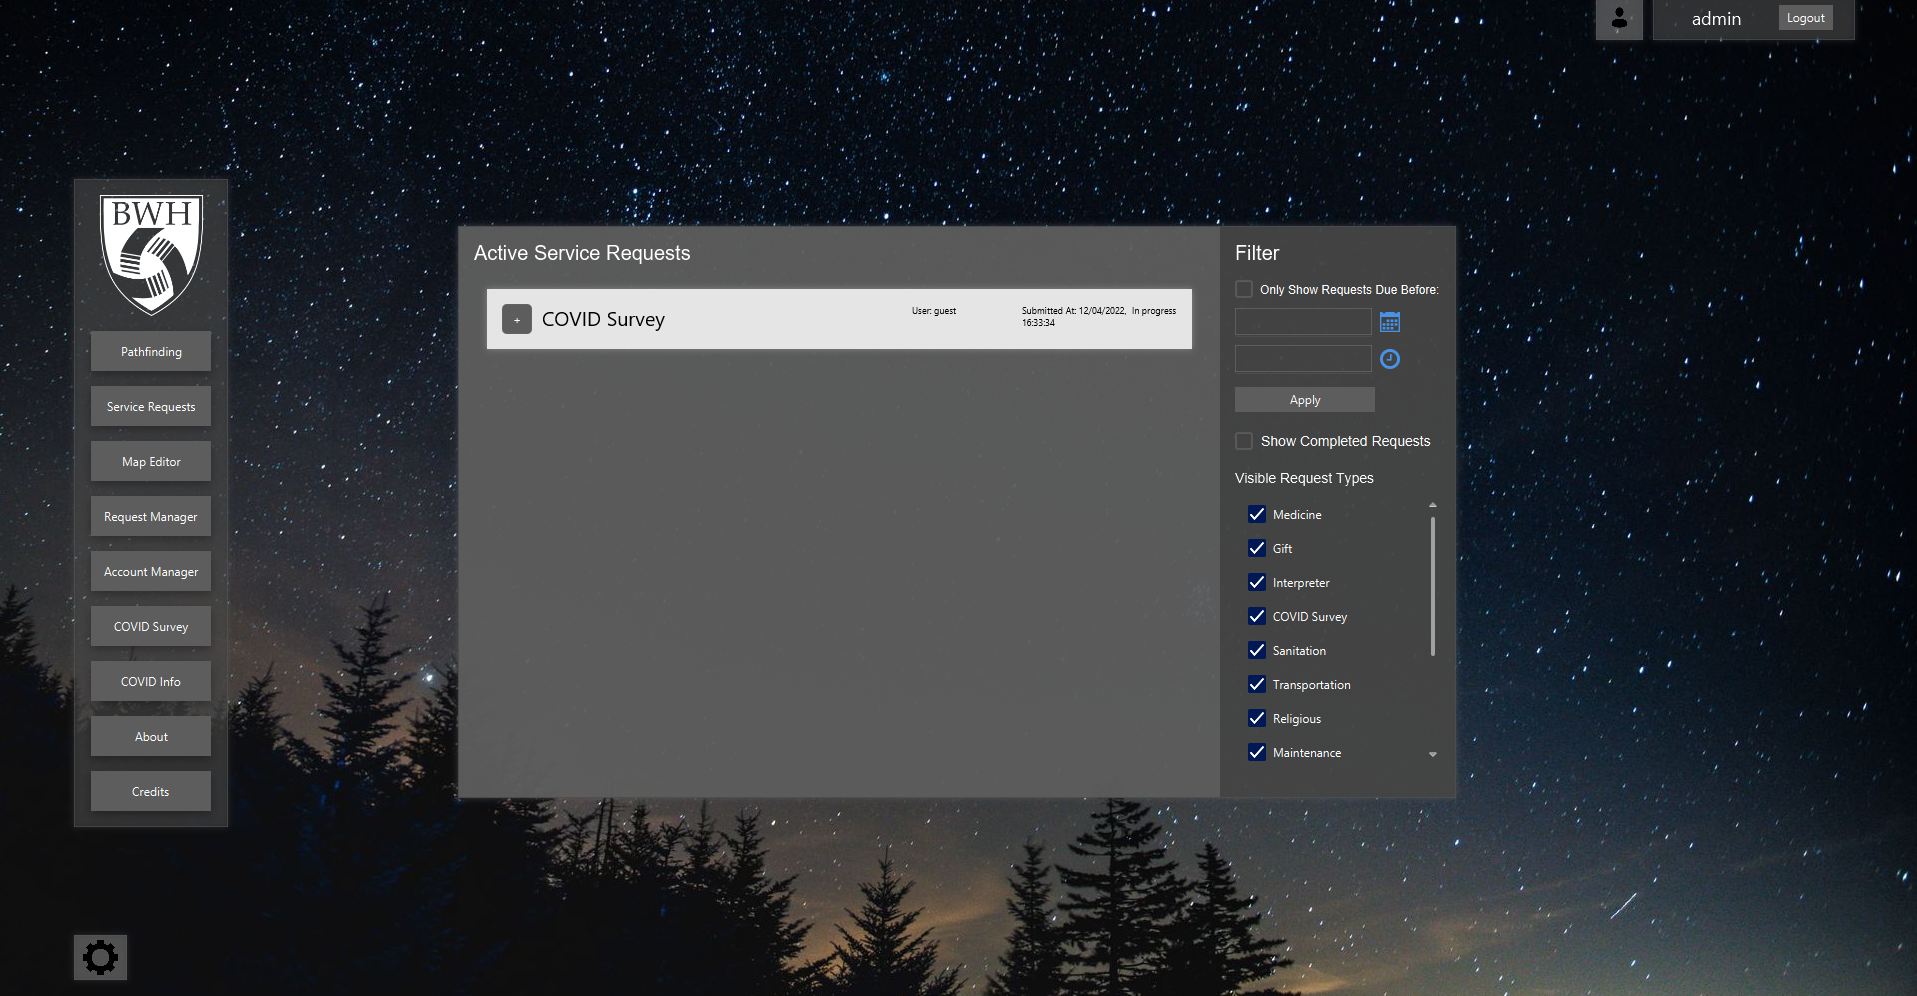 admin
Logout
BWH
Pathfinding
Service Requests
Map Editor
Request Manager
Account Manager
COVID Survey
COVID Info
About
Credits
Active Service Requests
+
COVID Survey
User: guest
Submitted At: 12/04/2022,
16:33:34
In progress
Filter
Only Show Requests Due Before:
Apply
Show Completed Requests
Visible Request Types
Medicine
Gift
Interpreter
COVID Survey
Sanitation
Transportation
Religious
Maintenance